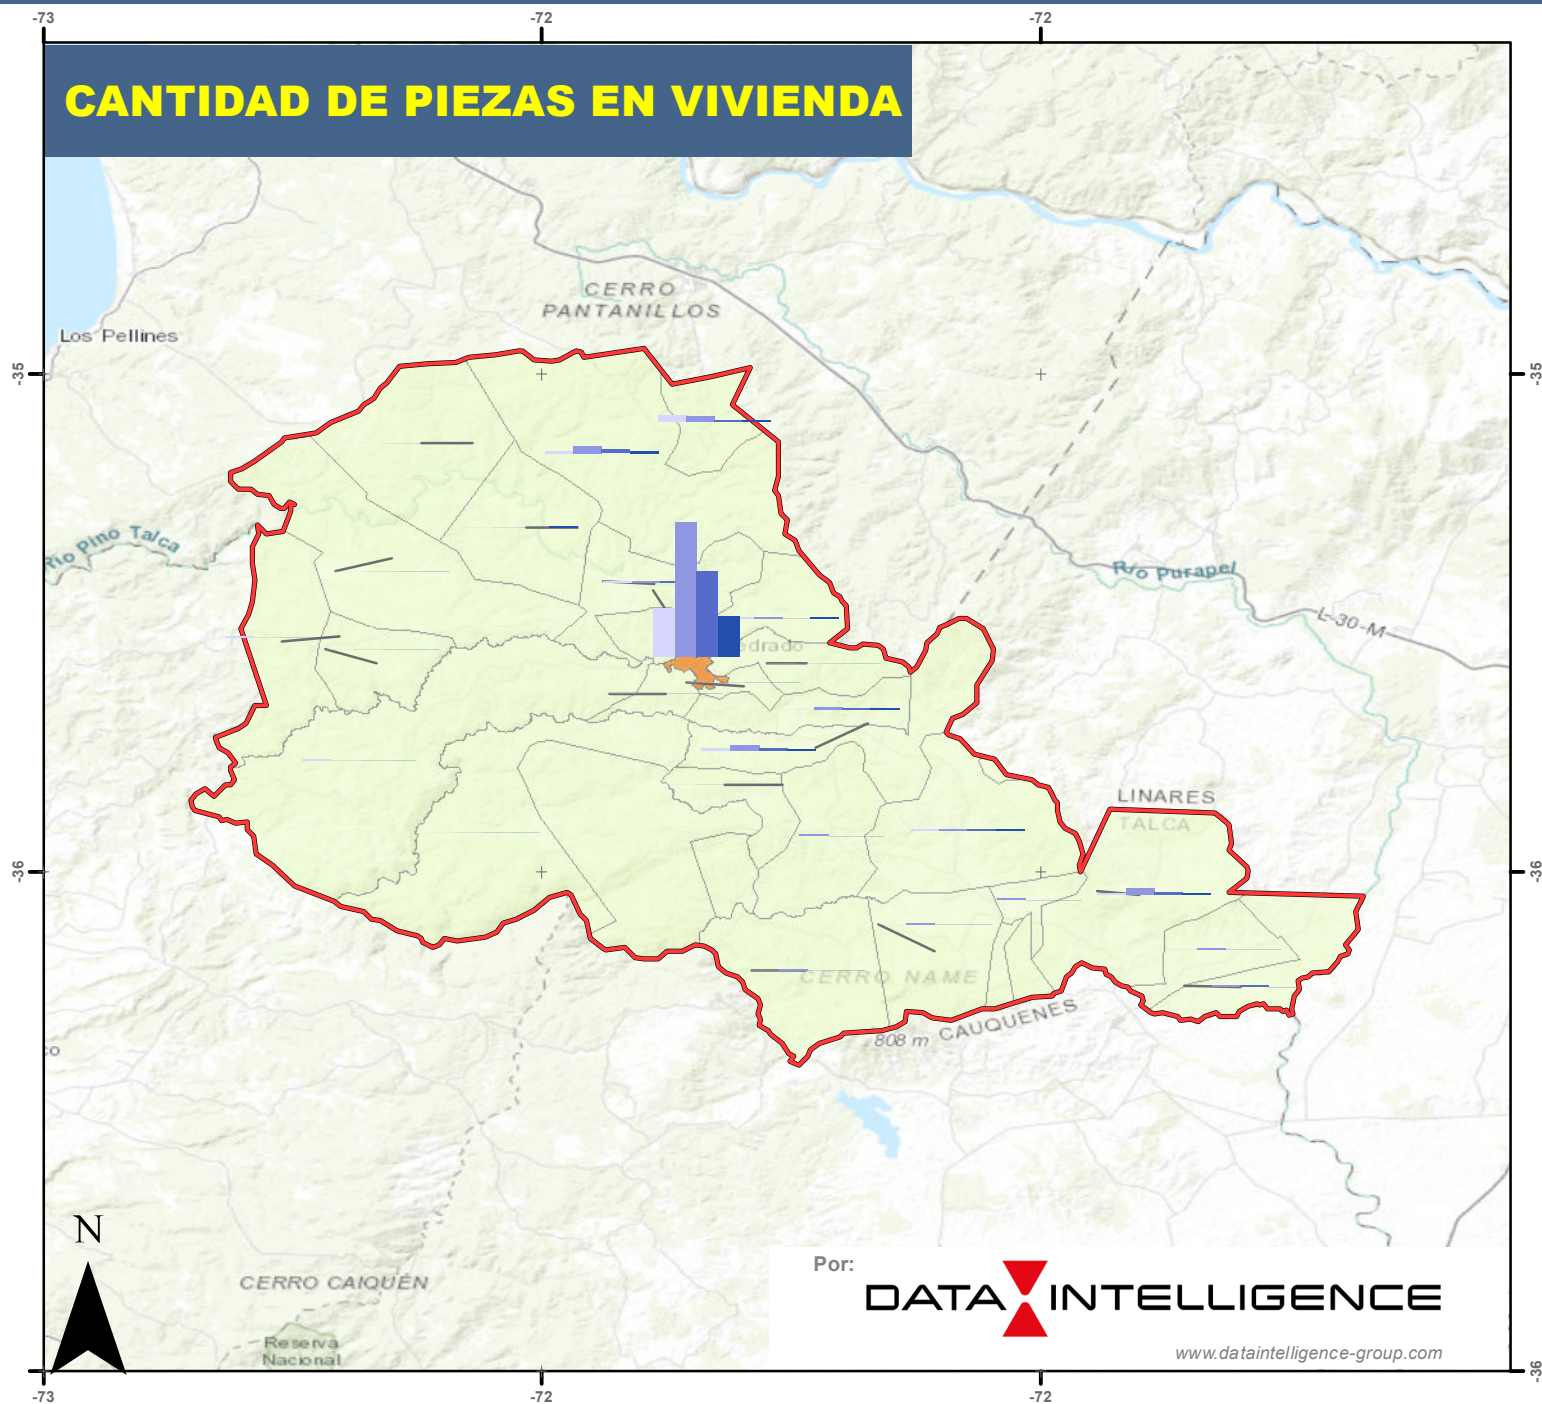 -73
-72
-72
CANTIDAD DE PIEZAS EN VIVIENDA
CERRO
PANTANILLOS
Los Pellines
-35
-35
Río Pino Talca
Río Purapel
L-30-M
edrado
LINARES
TALCA
-36
-36
CERRO NAME
CAUQUENES
808 m
co
N
CERRO CAIQUÉN
Reserva
Nacional
Por:
DATA INTELLIGENCE
www.dataintelligence-group.com
-36
-73
-72
-72